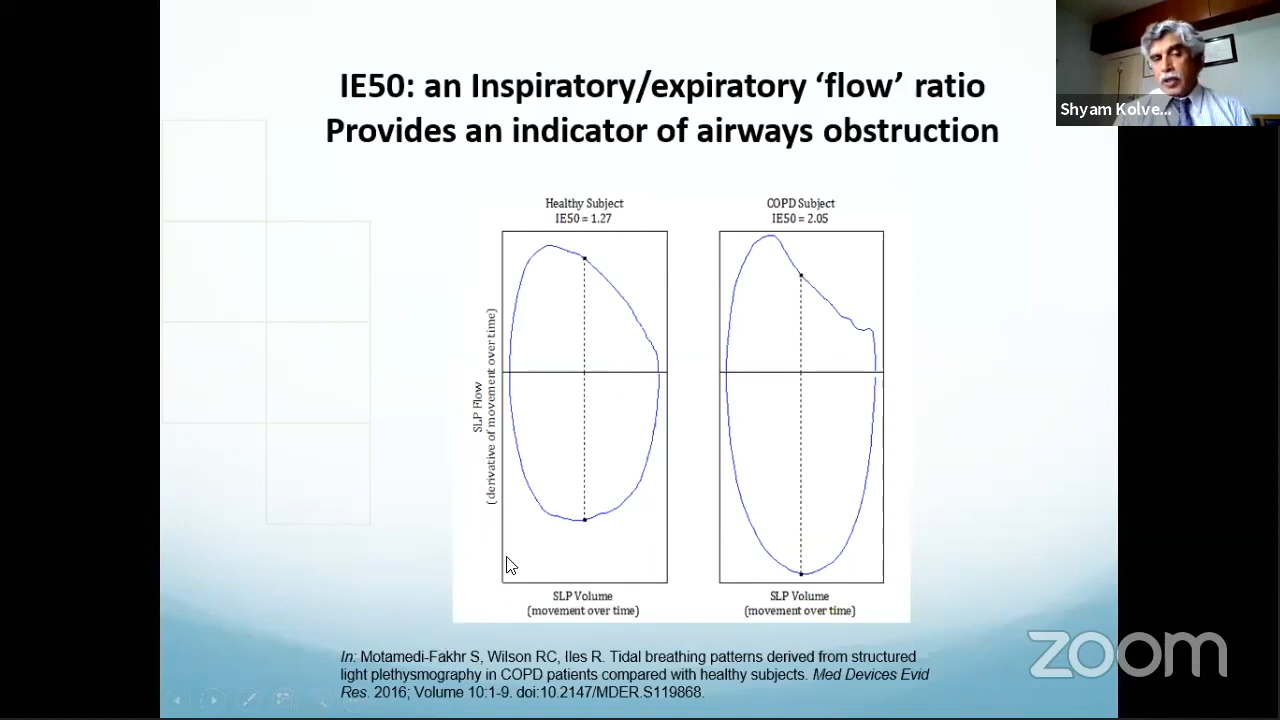 IE50: an Inspiratory/expiratory ‘flow’ ratio
Provides an indicator of airways obstruction
Shyam Kolve...
Healthy Subject
IE50 = 1.27
COPD Subject
IE50 = 2.05
SLP Flow
(derivative of movement over time)
SLP Volume
(movement over time)
SLP Volume
(movement over time)
In: Motamedi-Fakhr S, Wilson RC, Iles R. Tidal breathing patterns derived from structured
light plethysmography in COPD patients compared with healthy subjects. Med Devices Evid
Res. 2016; Volume 10:1-9. doi:10.2147/MDER.S119868.
zoom